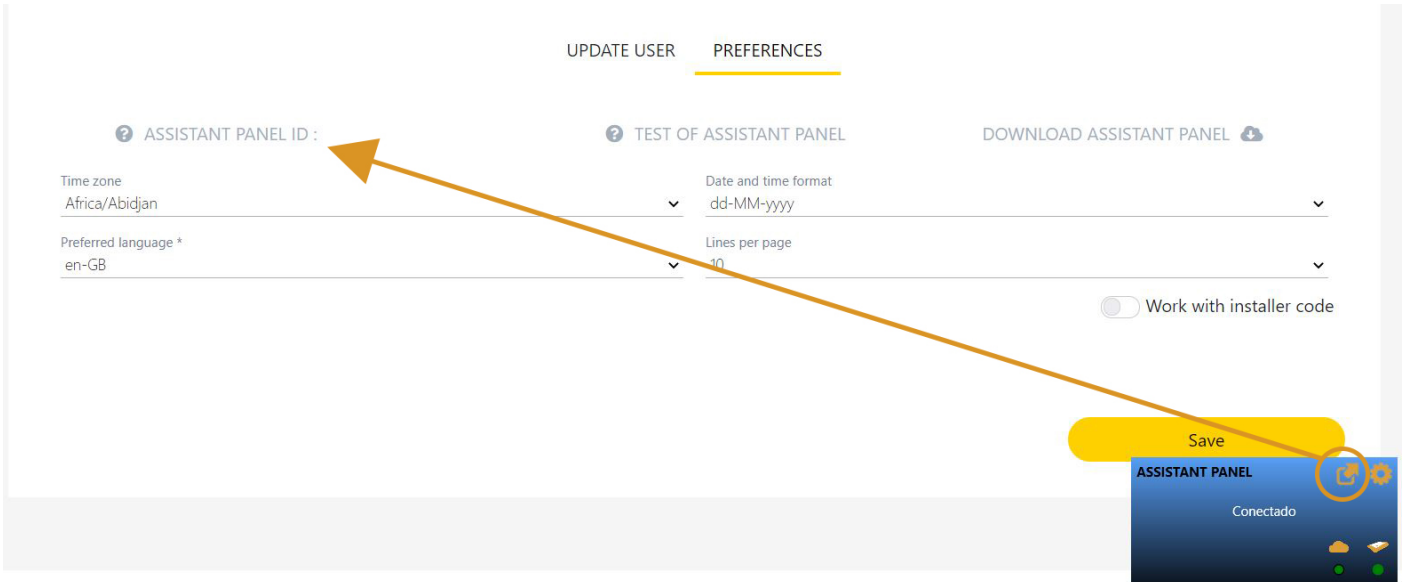 UPDATE USER PREFERENCES
ASSISTANT PANEL ID : TEST OF ASSISTANT PANEL DOWNLOAD ASSISTANT PANEL
Time zone Date and time format
Africa/Abidjan dd-MM-yyyy
Preferred language * Lines per page
en-GB 10
Work with installer code
Save
ASSISTANT PANEL
Conectado